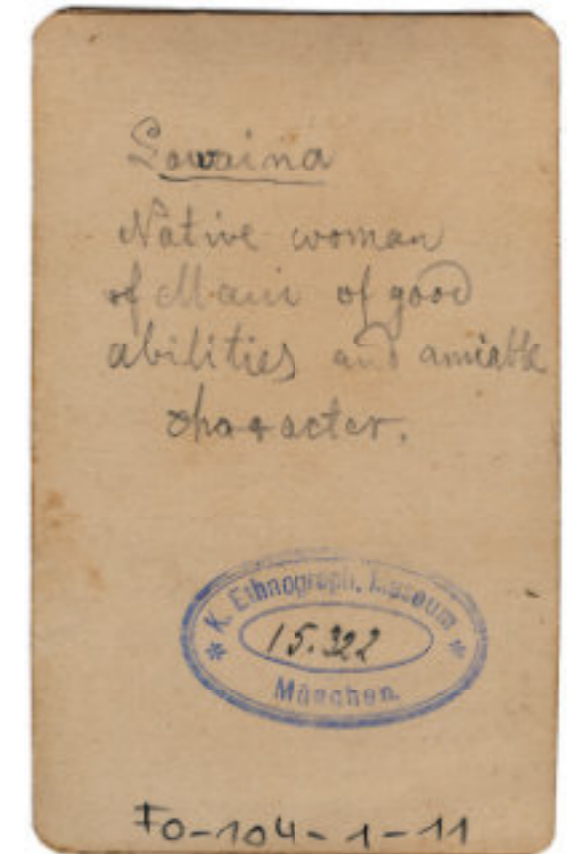 Lowaina
Native woman
of Maui of good
abilities and amiable
character.
* K. Ethnograph. Museum *
15.322
München.
FO-104-1-11